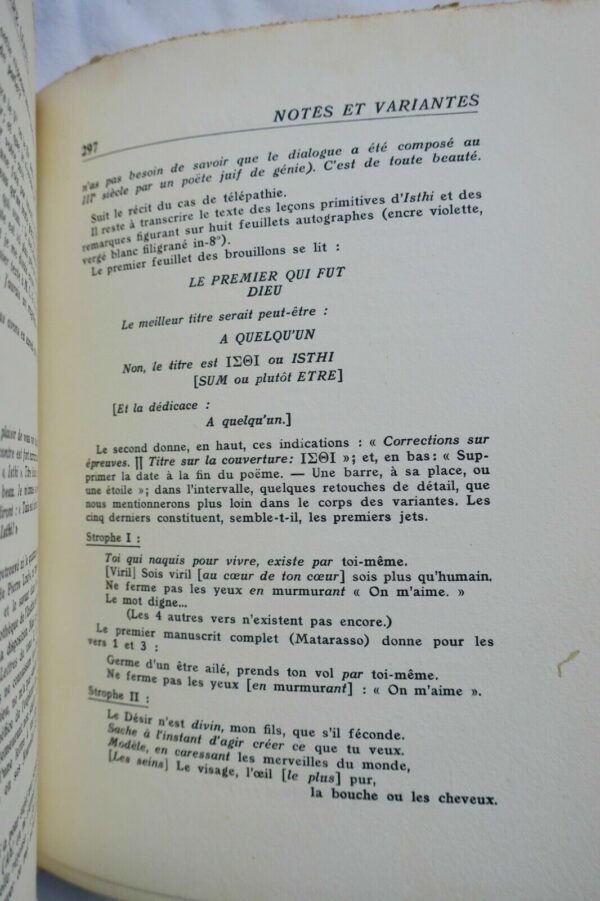 NOTES ET VARIANTES
297
n'as pas besoin de savoir que le dialogue a été composé au
IIIe siècle par un poëte juif de génie). C'est de toute beauté.
Suit le récit du cas de télépathie.
Il reste à transcrire le texte des leçons primitives d'Isthi et des
remarques figurant sur huit feuillets autographes (encre violette,
vergé blanc filigrané in-8°).
Le premier feuillet des brouillons se lit :
LE PREMIER QUI FUT
DIEU
Le meilleur titre serait peut-être :
A QUELQU'UN
Non, le titre est ΙΣΘΙ ou ISTHI
[SUM ou plutôt ETRE]
[Et la dédicace :
A quelqu'un.]
Le second donne, en haut, ces indications : « Corrections sur
épreuves. ¶ Titre sur la couverture: ΙΣΘΙ »; et, en bas: « Sup-
primer la date à la fin du poëme. — Une barre, à sa place, ou
une étoile »; dans l'intervalle, quelques retouches de détail, que
nous mentionnerons plus loin dans le corps des variantes. Les
cinq derniers constituent, semble-t-il, les premiers jets.
Strophe I :
Toi qui naquis pour vivre, existe par toi-même.
[Viril] Sois viril [au cœur de ton cœur] sois plus qu'humain.
Ne ferme pas les yeux en murmurant « On m'aime. »
Le mot digne...
(Les 4 autres vers n'existent pas encore.)
Le premier manuscrit complet (Matarasso) donne pour les
vers 1 et 3 :
Germe d'un être ailé, prends ton vol par toi-même.
Ne ferme pas les yeux [en murmurant] : « On m'aime ».
Strophe II :
Le Désir n'est divin, mon fils, que s'il féconde.
Sache à l'instant d'agir créer ce que tu veux.
Modèle, en caressant les merveilles du monde,
[Les seins] Le visage, l'œil [le plus] pur,
la bouche ou les cheveux.